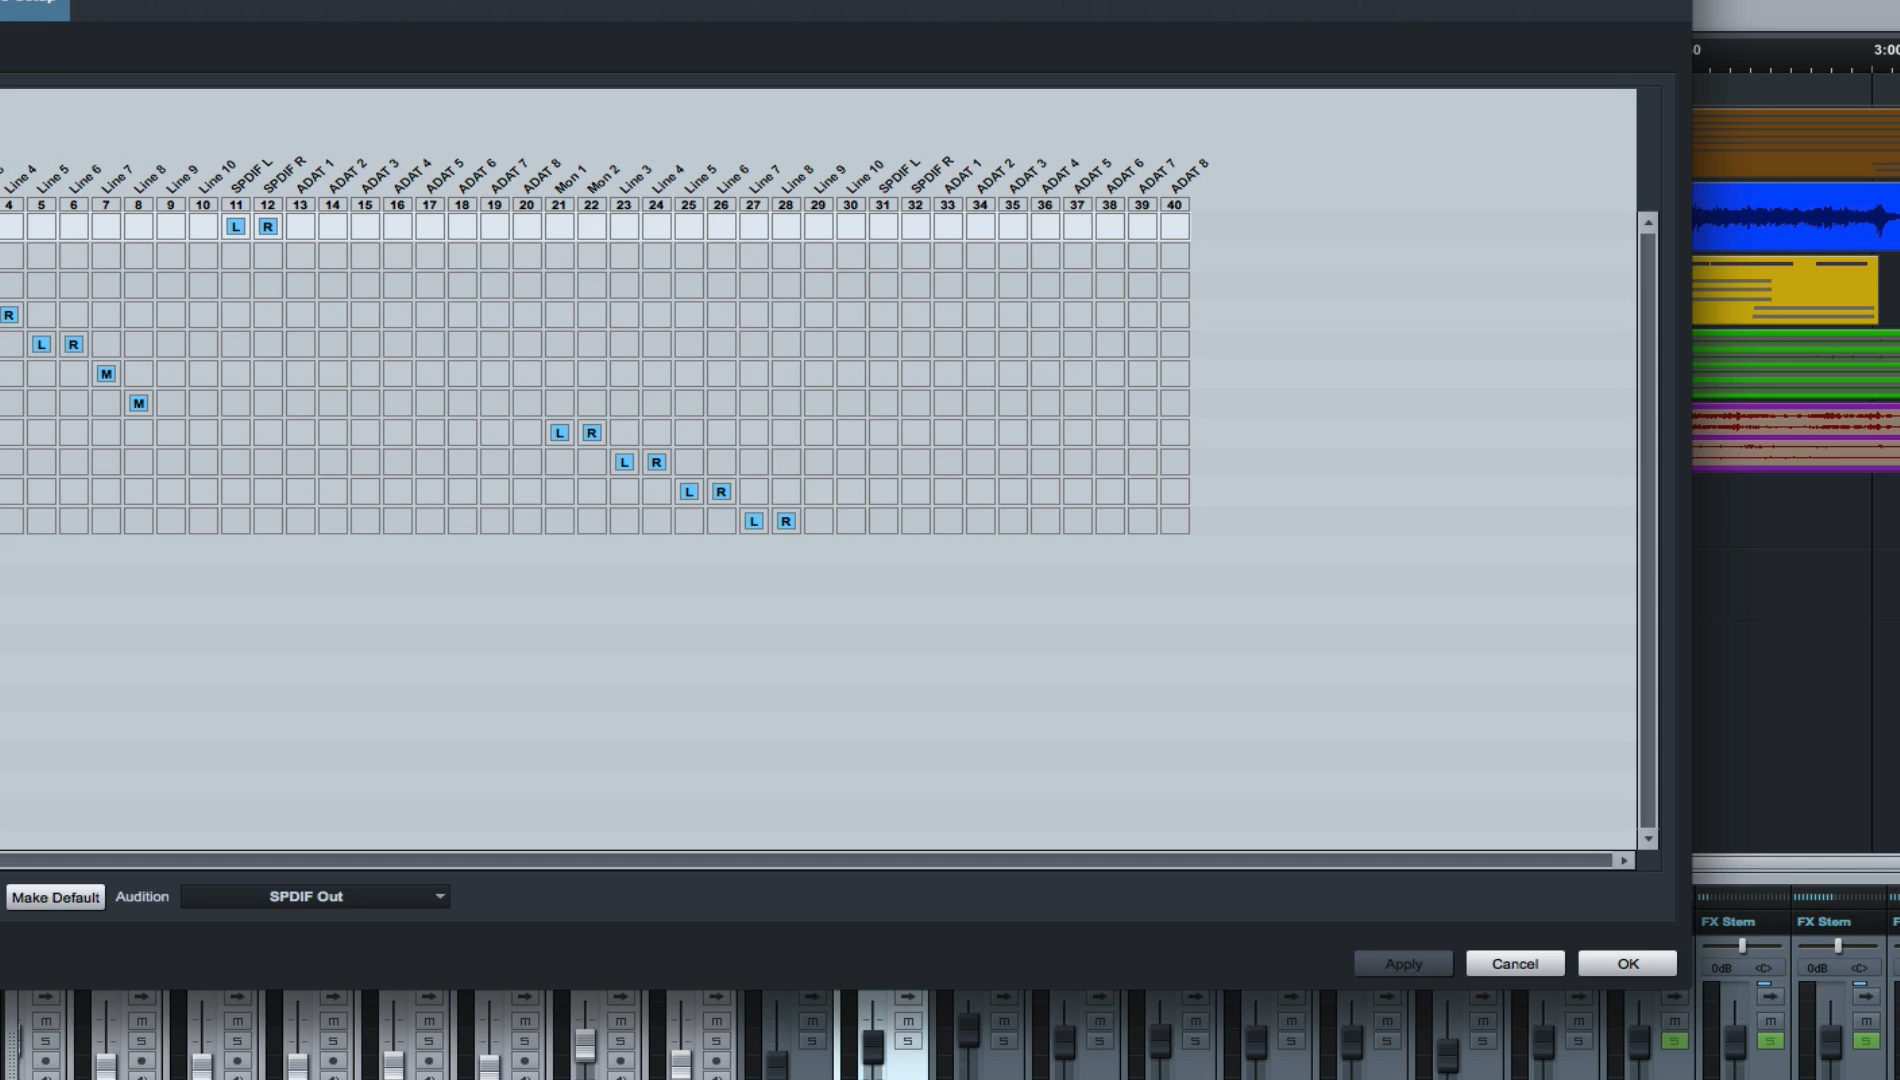 Setup
3:00
Line 4 Line 5 Line 6 Line 7 Line 8 Line 9 Line 10 SPDIF L SPDIF R ADAT 1 ADAT 2 ADAT 3 ADAT 4 ADAT 5 ADAT 6 ADAT 7 ADAT 8 Mon 1 Mon 2 Line 3 Line 4 Line 5 Line 6 Line 7 Line 8 Line 9 Line 10 SPDIF L SPDIF R ADAT 1 ADAT 2 ADAT 3 ADAT 4 ADAT 5 ADAT 6 ADAT 7 ADAT 8
4 5 6 7 8 9 10 11 12 13 14 15 16 17 18 19 20 21 22 23 24 25 26 27 28 29 30 31 32 33 34 35 36 37 38 39 40
L R
R
L R
M
M
L R
L R
L R
L R
Make Default Audition SPDIF Out
FX Stem FX Stem
Apply Cancel OK
0dB <C> 0dB <C>
M M M M M M M M M M M M M M M M M M M M
S S S S S S S S S S S S S S S S S S S S